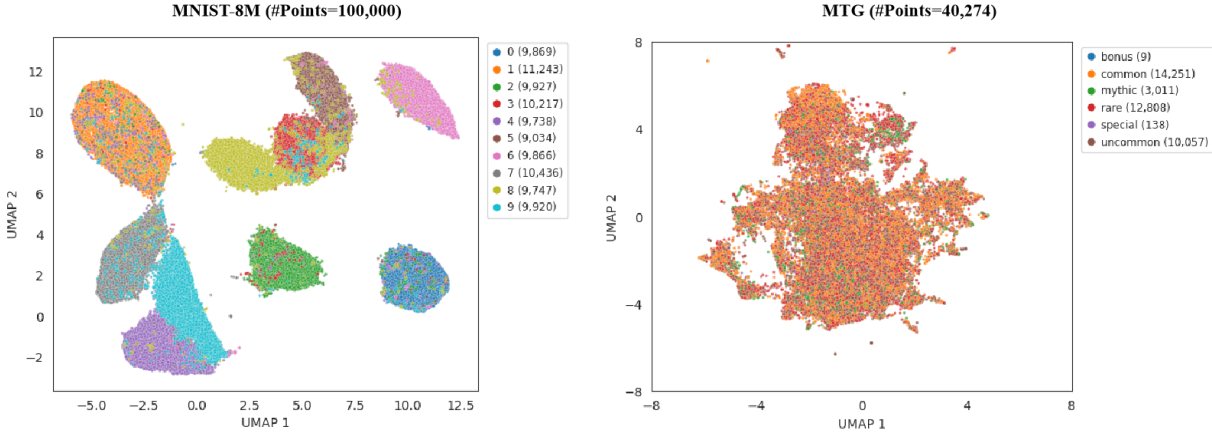 MNIST-8M (#Points=100,000)
12
10
8
6
4
2
0
−2
UMAP 2
−5.0 −2.5 0.0 2.5 5.0 7.5 10.0 12.5
UMAP 1
0 (9,869)
1 (11,243)
2 (9,927)
3 (10,217)
4 (9,738)
5 (9,034)
6 (9,866)
7 (10,436)
8 (9,747)
9 (9,920)
MTG (#Points=40,274)
8
4
0
−4
−8
UMAP 2
−8 −4 0 4 8
UMAP 1
bonus (9)
common (14,251)
mythic (3,011)
rare (12,808)
special (138)
uncommon (10,057)